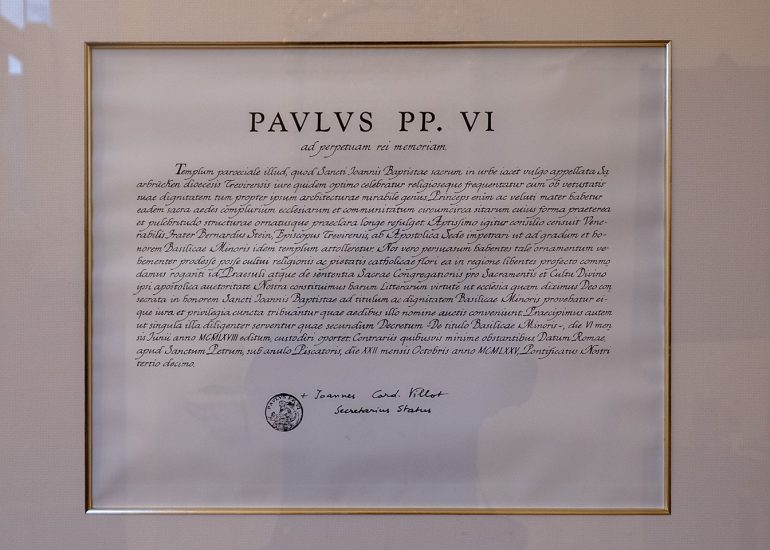 PAVLVS PP. VI
ad perpetuam rei memoriam.
Templum paroeciale illud, quod Sancti Ioannis Baptistae sacrum in urbe iacet vulgo appellata Sa
arbrücken dioecesis Trevirensis iure quidem optimo celebratur religioseque frequentatur cum ob vetustatis
suae dignitatem tum propter ipsum architecturae mirabile genus. Princeps enim ac veluti mater habetur
eadem sacra aedes complurium ecclesiarum et communitatum circumcirca sitarum cuius forma praeterea
et pulchritudo structurae ornatusque praeclara longe refulget. Aptissimo igitur consilio censuit Vene-
rabilis Frater Bernardus Stein, Episcopus Trevirensis, ab Apostolica Sede impetrari ut ad gradum et ho-
norem Basilicae Minoris idem templum attolleretur. Nos vero persuasum habentes tale ornamentum ve-
hementer prodesse posse cultui religionis ac pietatis catholicae flori ea in regione libentes profecto commo
damus roganti id Praesuli atque de sententia Sacrae Congregationis pro Sacramentis et Cultu Divino
ipsi apostolica auctoritate Nostra constituimus harum Litterarum virtute ut ecclesia quam diximus Deo con
secrata in honorem Sancti Ioannis Baptistae ad titulum ac dignitatem Basilicae Minoris provehatur ei-
que iura et privilegia cuncta tribuantur quae aedibus illo nomine auctis conveniunt. Praecipimus autem
ut singula illa diligenter serventur quae secundum Decretum -De titulo Basilicae Minoris-, die VI men
sis Iunii anno MCMLXVIII editum, custodiri oportet. Contrariis quibusvis minime obstantibus. Datum Romae,
apud Sanctum Petrum, sub anulo Piscatoris, die XXII mensis Octobris anno MCMLXXV, Pontificatus Nostri
tertio decimo.
+ Ioannes Card. Villot
Secretarius Status